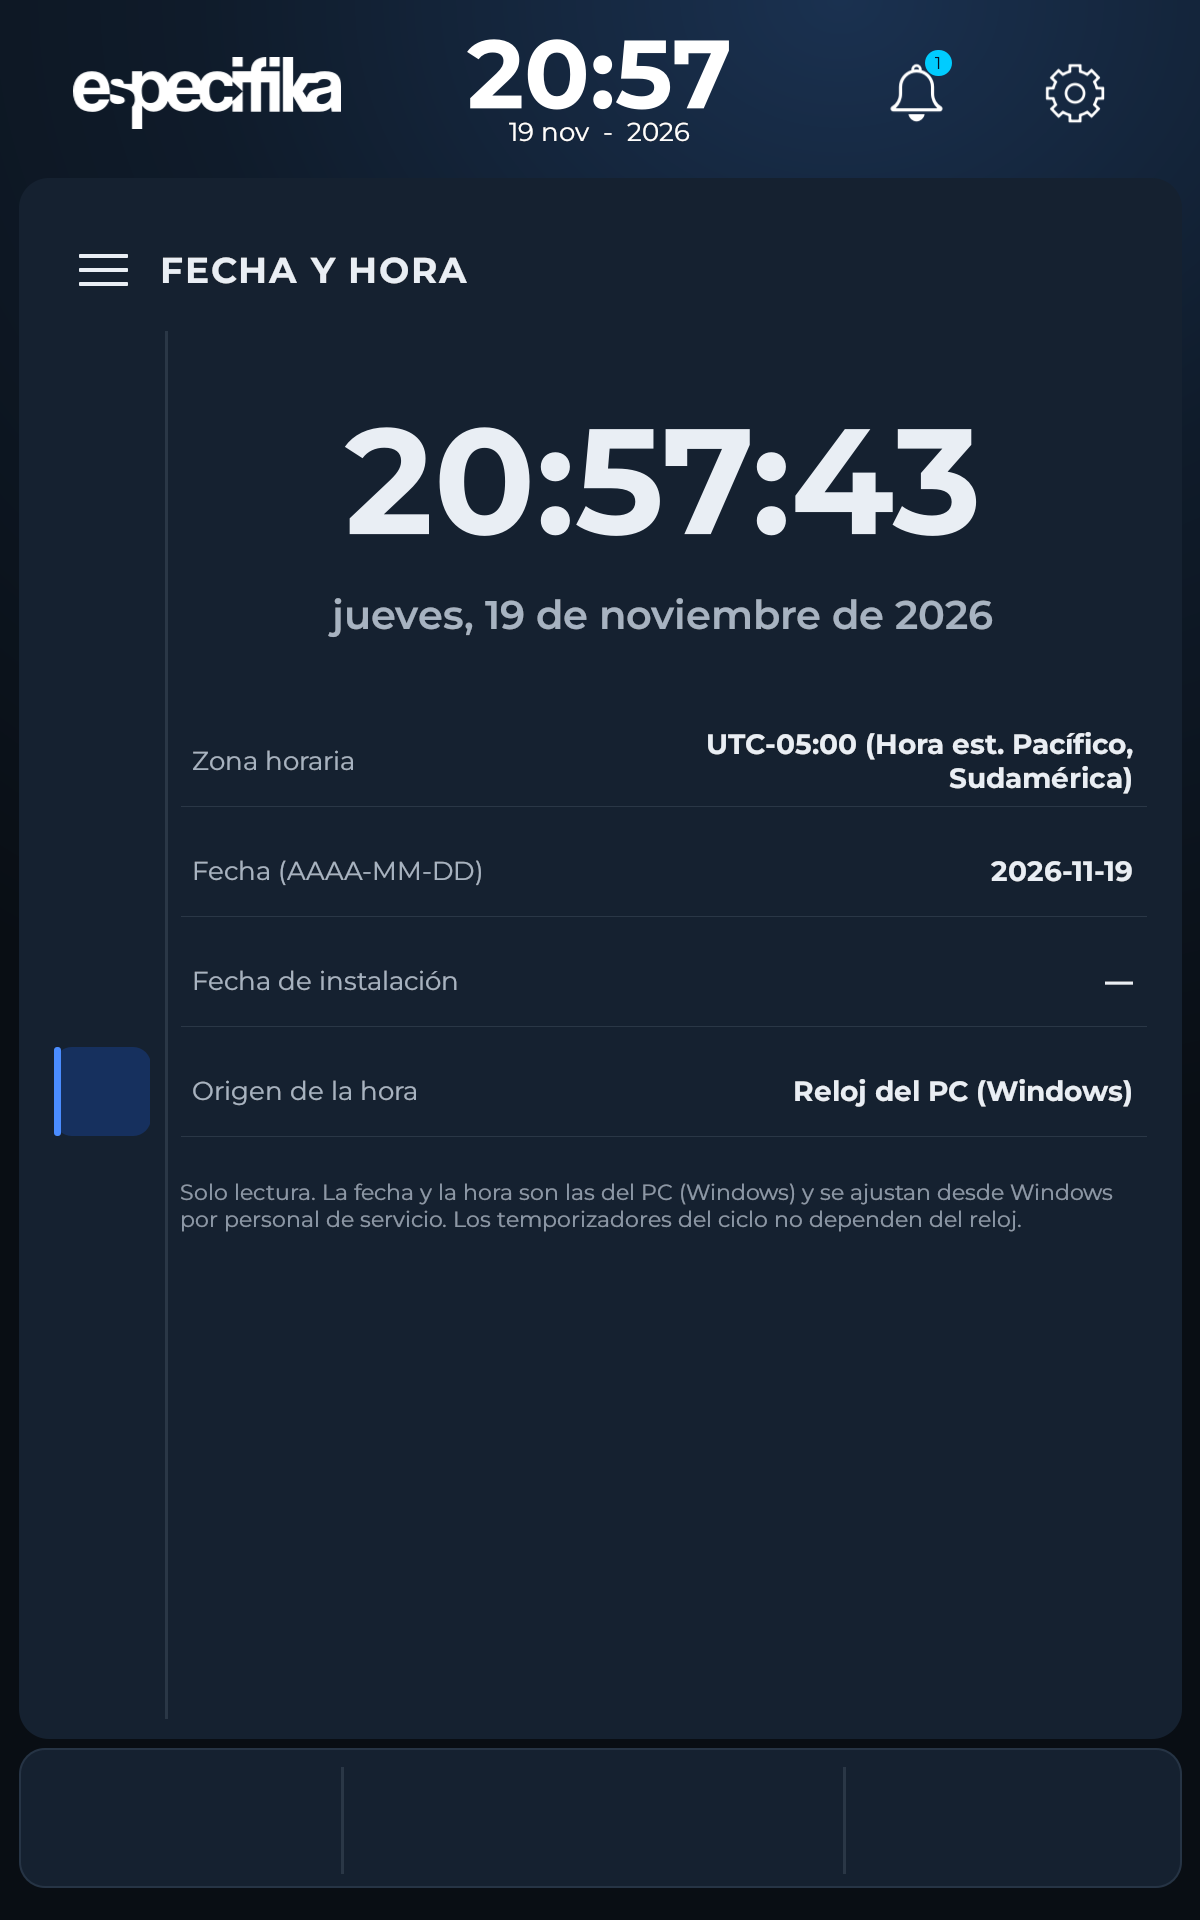 especifika
20:57
19 nov - 2026
1
FECHA Y HORA
20:57:43
jueves, 19 de noviembre de 2026
Zona horaria
UTC-05:00 (Hora est. Pacífico,
Sudamérica)
Fecha (AAAA-MM-DD)
2026-11-19
Fecha de instalación
—
Origen de la hora
Reloj del PC (Windows)
Solo lectura. La fecha y la hora son las del PC (Windows) y se ajustan desde Windows
por personal de servicio. Los temporizadores del ciclo no dependen del reloj.